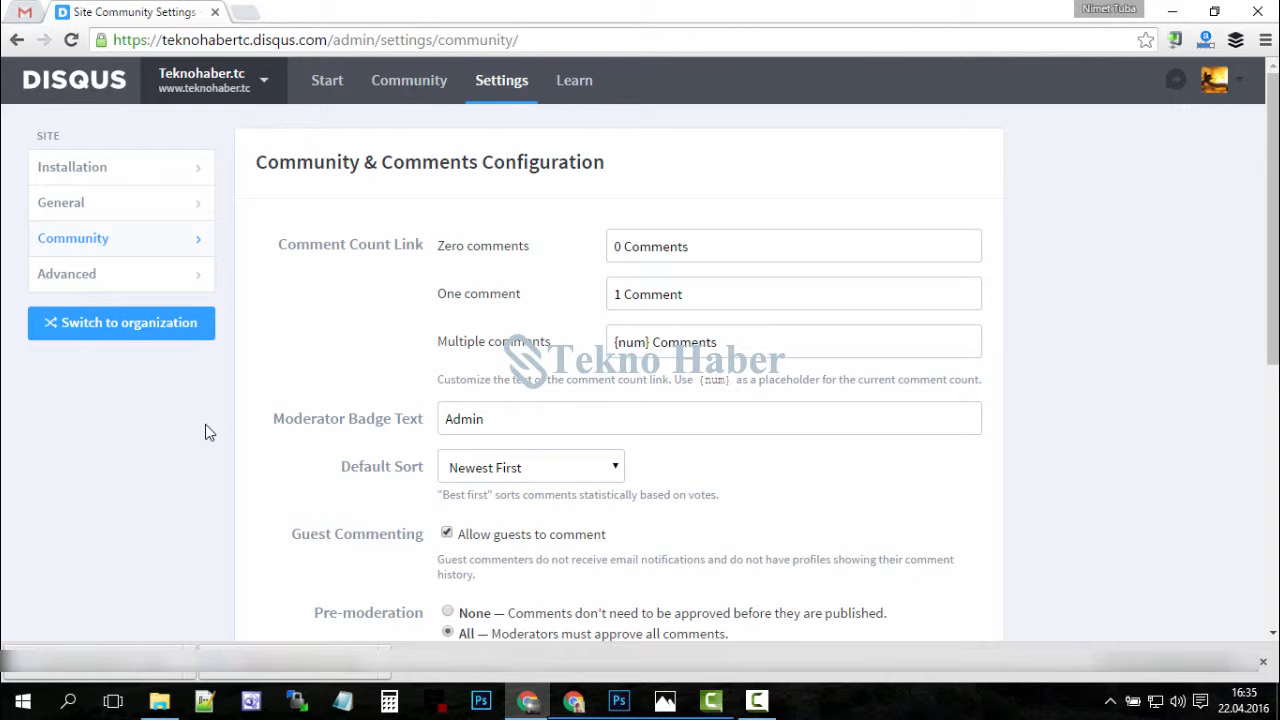 Site Community Settings
Nimet Tuba
https://teknohabertc.disqus.com/admin/settings/community/
DISQUS
Teknohaber.tc
www.teknohaber.tc
Start
Community
Settings
Learn
SITE
Installation
General
Community
Advanced
Switch to organization
Community & Comments Configuration
Comment Count Link
Zero comments
0 Comments
One comment
1 Comment
Multiple comments
{num} Comments
Tekno Haber
Customize the text of the comment count link. Use {num} as a placeholder for the current comment count.
Moderator Badge Text
Admin
Default Sort
Newest First
"Best first" sorts comments statistically based on votes.
Guest Commenting
Allow guests to comment
Guest commenters do not receive email notifications and do not have profiles showing their comment
history.
Pre-moderation
None — Comments don't need to be approved before they are published.
All — Moderators must approve all comments.
Ps
Ps
16:35
22.04.2016